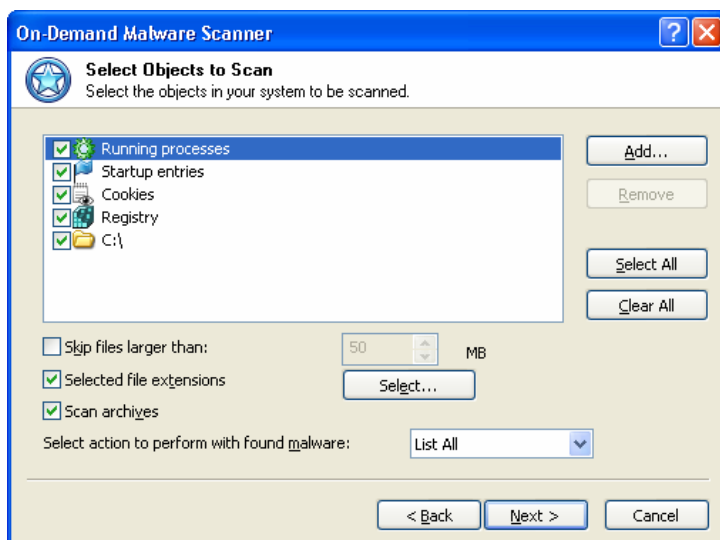 On-Demand Malware Scanner
Select Objects to Scan
Select the objects in your system to be scanned.
Running processes
Startup entries
Cookies
Registry
C:\
Add...
Remove
Select All
Clear All
Skip files larger than:
50
MB
Selected file extensions
Select...
Scan archives
Select action to perform with found malware:
List All
< Back
Next >
Cancel